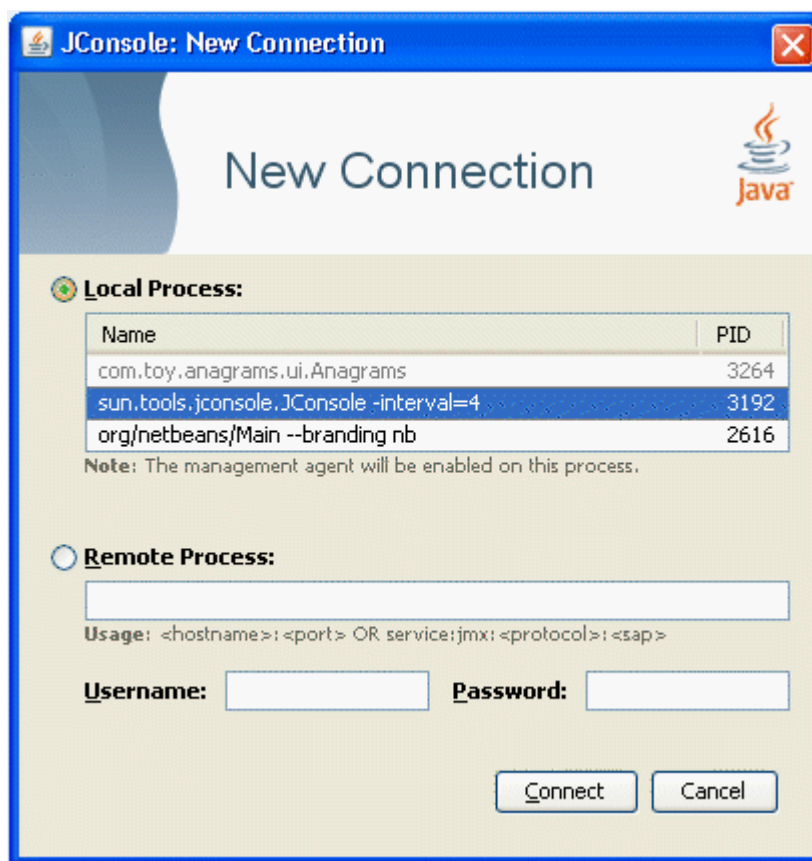 JConsole: New Connection
New Connection
Java
Local Process:
Name PID
com.toy.anagrams.ui.Anagrams 3264
sun.tools.jconsole.JConsole -interval=4 3192
org/netbeans/Main --branding nb 2616
Note: The management agent will be enabled on this process.
Remote Process:
Usage: <hostname>:<port> OR service:jmx:<protocol>:<sap>
Username: Password:
Connect Cancel